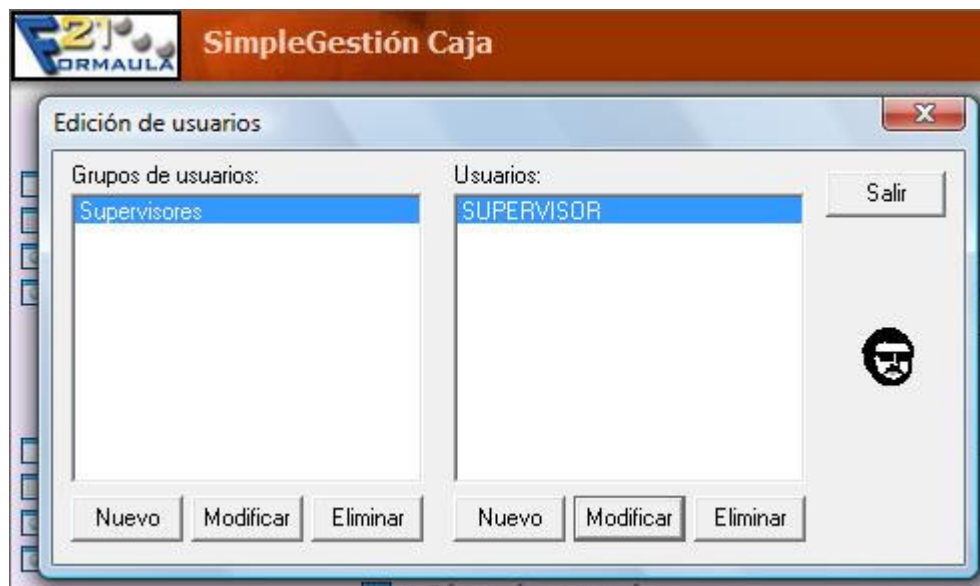 F21
FORMAULA
SimpleGestión Caja
Edición de usuarios
Grupos de usuarios:
Usuarios:
Salir
Supervisores
SUPERVISOR
Nuevo Modificar Eliminar
Nuevo Modificar Eliminar